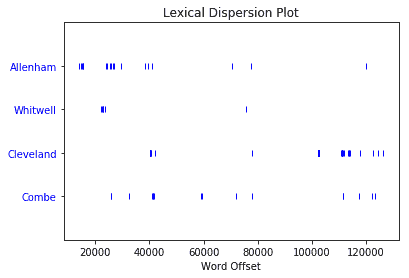 Lexical Dispersion Plot
Allenham
Whitwell
Cleveland
Combe
20000 40000 60000 80000 100000 120000
Word Offset